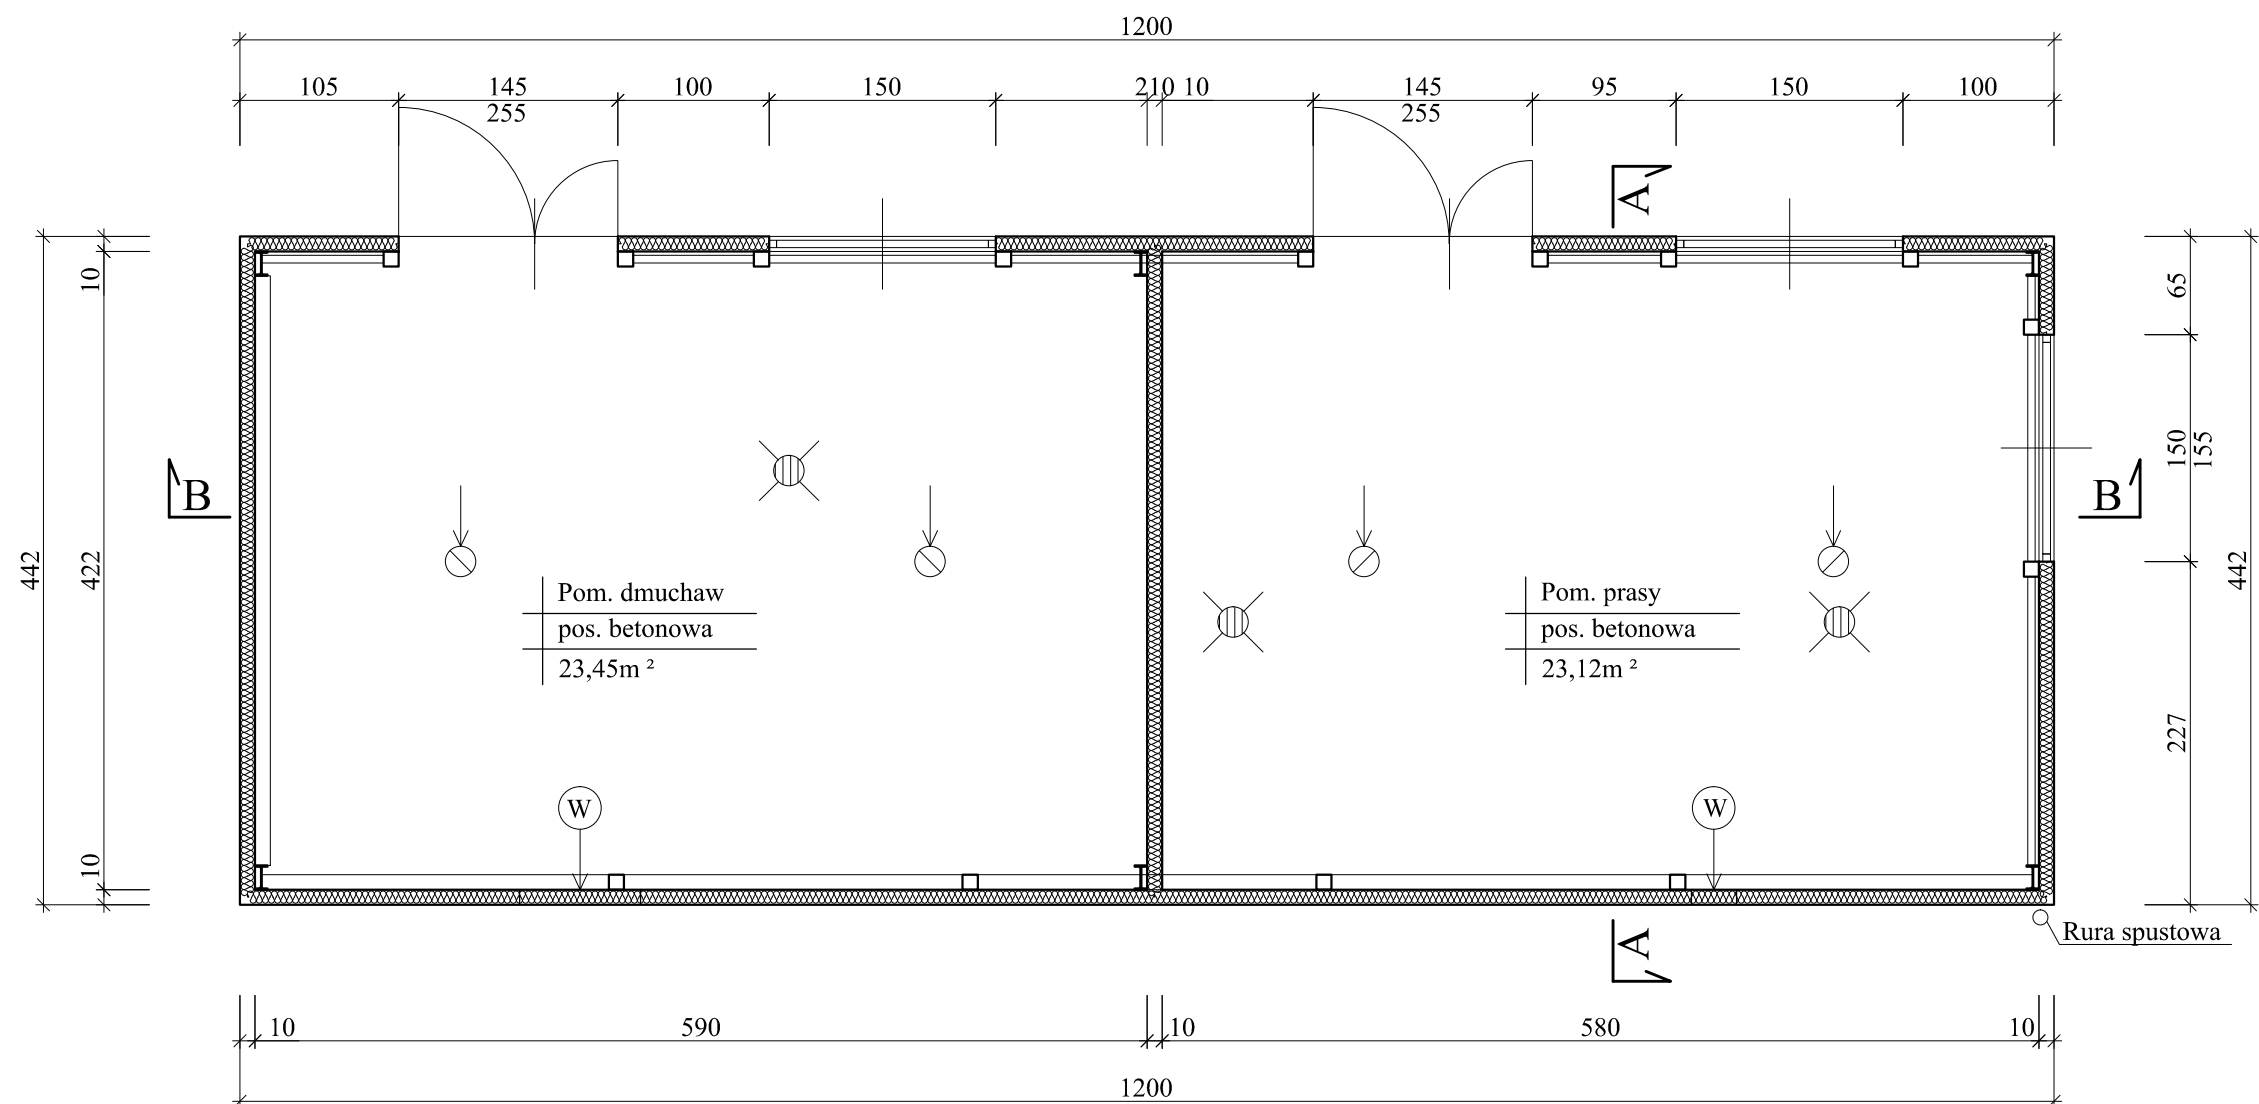 1200
105 145 100 150 210 10 145 95 150 100
255 255
A
10
65
150
155
B B
442 422 442
Pom. dmuchaw
pos. betonowa
23,45m ²
Pom. prasy
pos. betonowa
23,12m ²
227
W W
10
A
Rura spustowa
10 590 10 580 10
1200